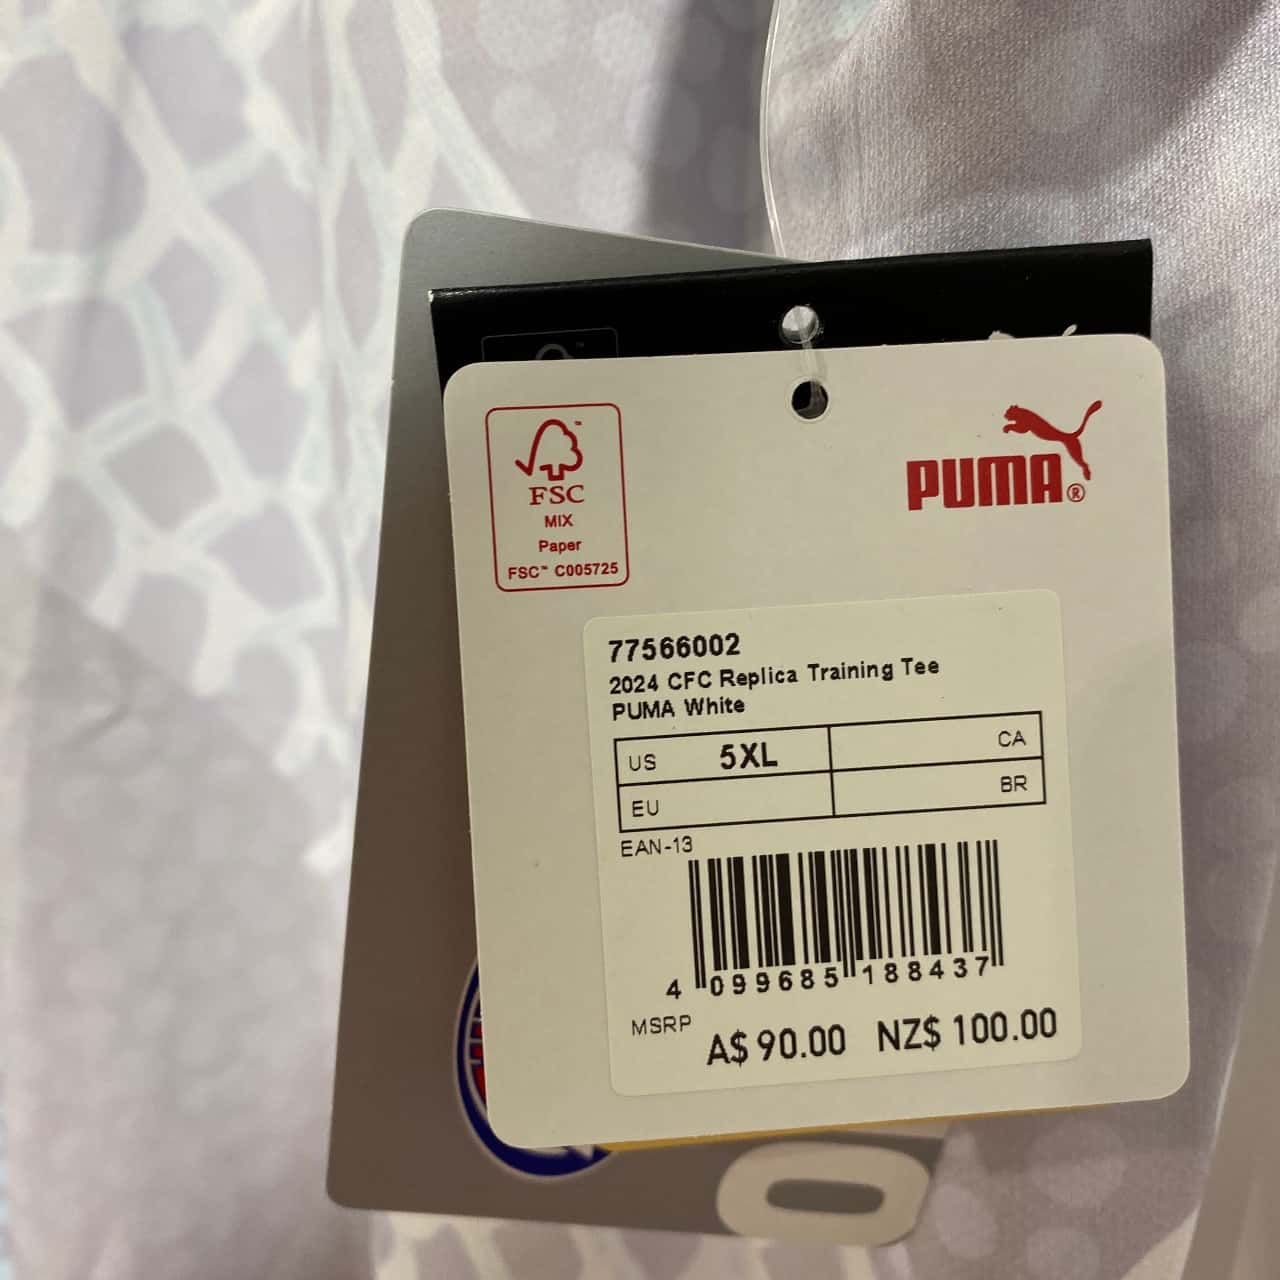 PUMA®
FSC
MIX
Paper
FSC™ C005725
77566002
2024 CFC Replica Training Tee
PUMA White
US 5XL CA
EU BR
EAN-13
4 099685 188437
MSRP A$ 90.00 NZ$ 100.00